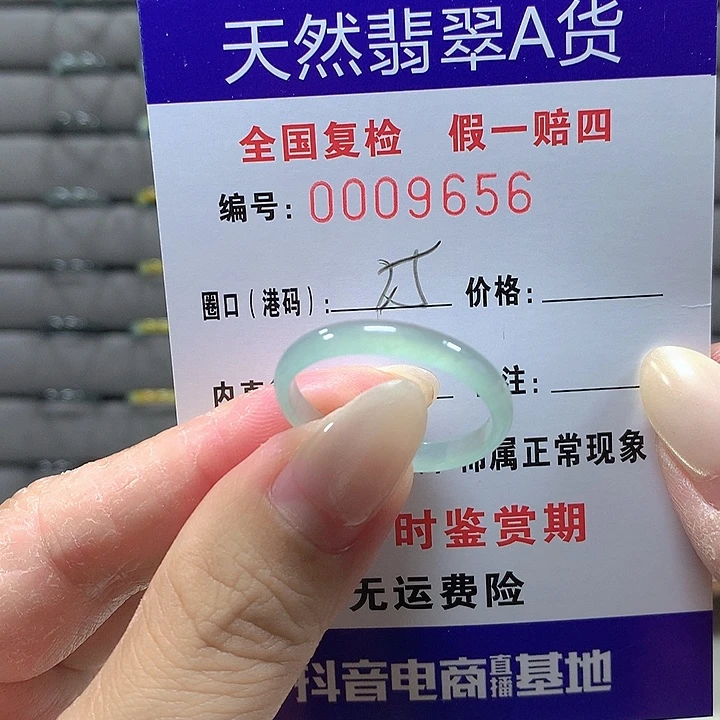 天然翡翠A货
全国复检 假一赔四
编号: 0009656
圈口(港码): 价格:
内直 注:
属正常现象
时鉴赏期
无运费险
抖音电商直播基地